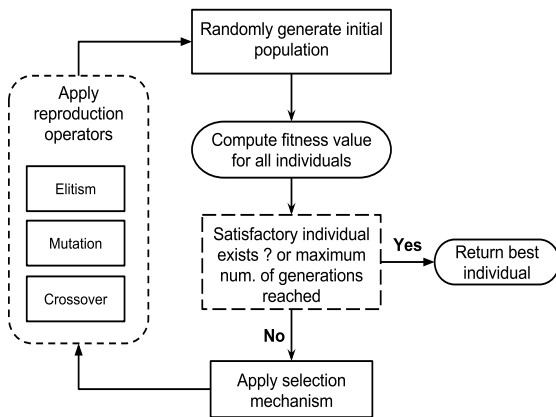 Randomly generate initial
population
Apply
reproduction
operators
Elitism
Mutation
Crossover
Compute fitness value
for all individuals
Satisfactory individual
exists ? or maximum
num. of generations
reached
Yes
Return best
individual
No
Apply selection
mechanism